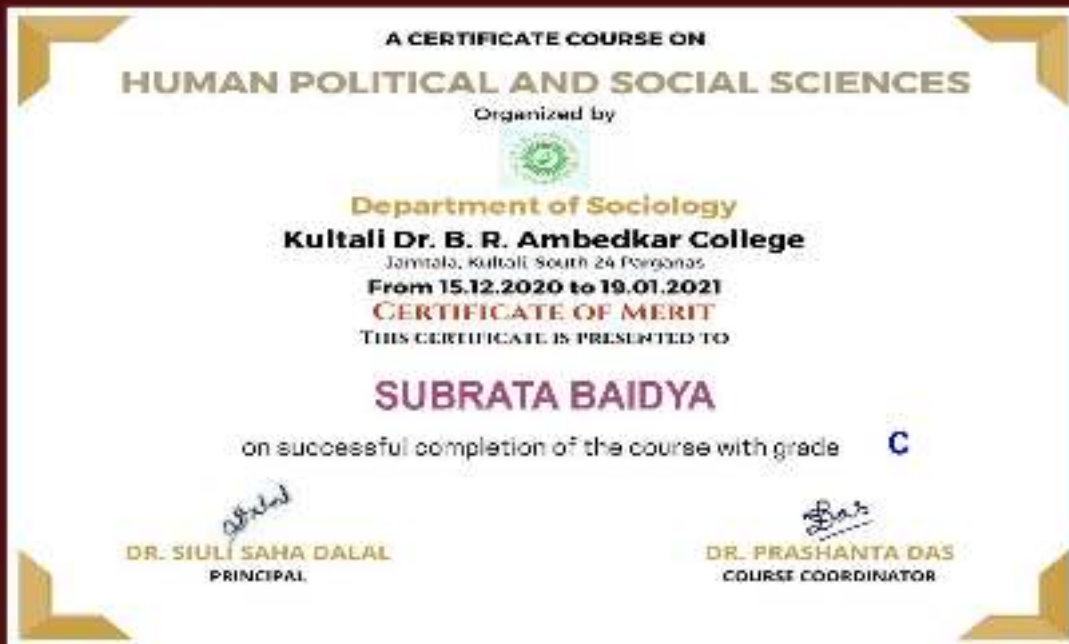 A CERTIFICATE COURSE ON
HUMAN POLITICAL AND SOCIAL SCIENCES
Organized by
Department of Sociology
Kultali Dr. B. R. Ambedkar College
Jamtala, Kultali, South 24 Parganas
From 15.12.2020 to 19.01.2021
CERTIFICATE OF MERIT
THIS CERTIFICATE IS PRESENTED TO
SUBRATA BAIDYA
on successful completion of the course with grade C
DR. SIULI SAHA DALAL
PRINCIPAL
DR. PRASHANTA DAS
COURSE COORDINATOR